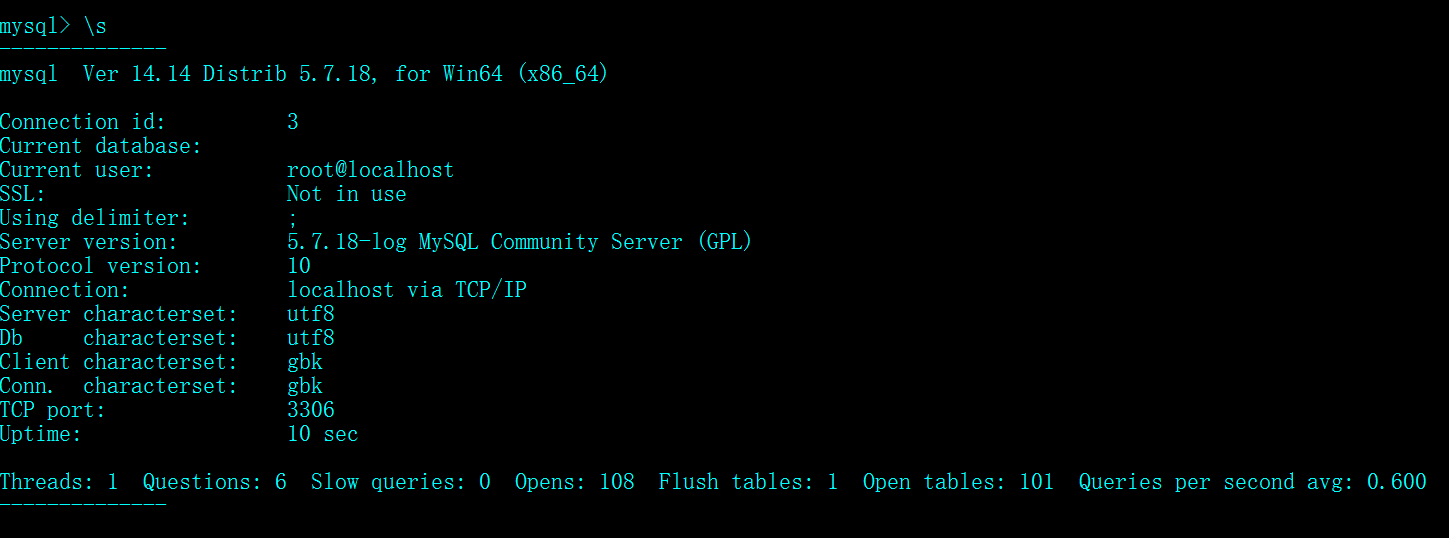 mysql> \s
--------------
mysql  Ver 14.14 Distrib 5.7.18, for Win64 (x86_64)

Connection id:          3
Current database:
Current user:           root@localhost
SSL:                    Not in use
Using delimiter:        ;
Server version:         5.7.18-log MySQL Community Server (GPL)
Protocol version:       10
Connection:             localhost via TCP/IP
Server characterset:    utf8
Db     characterset:    utf8
Client characterset:    gbk
Conn.  characterset:    gbk
TCP port:               3306
Uptime:                 10 sec

Threads: 1  Questions: 6  Slow queries: 0  Opens: 108  Flush tables: 1  Open tables: 101  Queries per second avg: 0.600
--------------